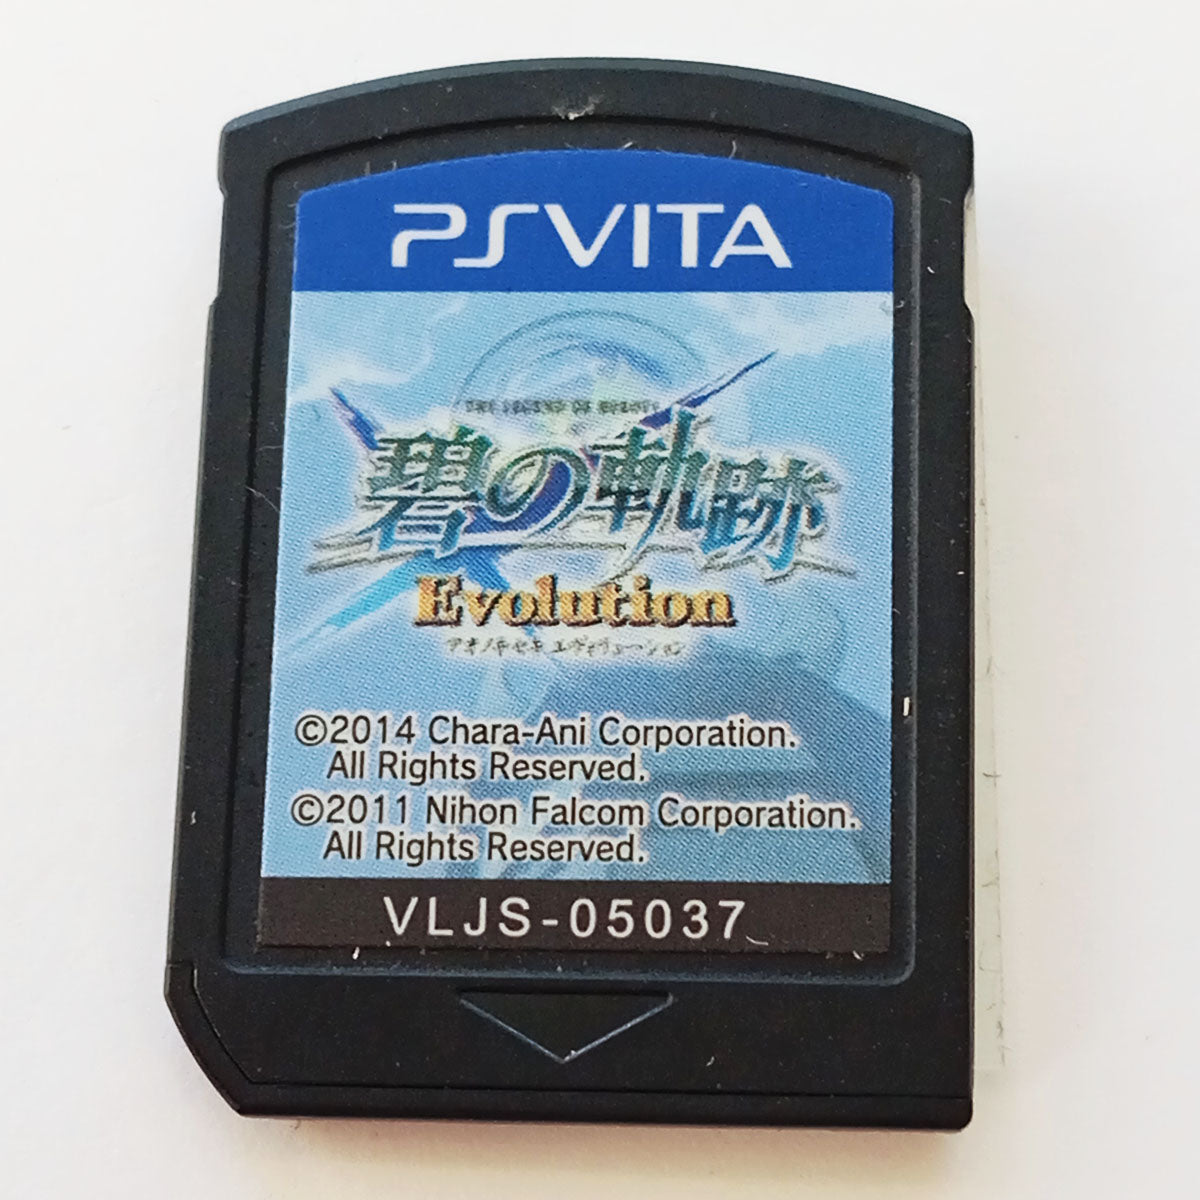 PSVITA
THE LEGEND OF HEROES
碧の軌跡
Evolution
アオノキセキ エヴォリューション
©2014 Chara-Ani Corporation.
All Rights Reserved.
©2011 Nihon Falcom Corporation.
All Rights Reserved.
VLJS-05037